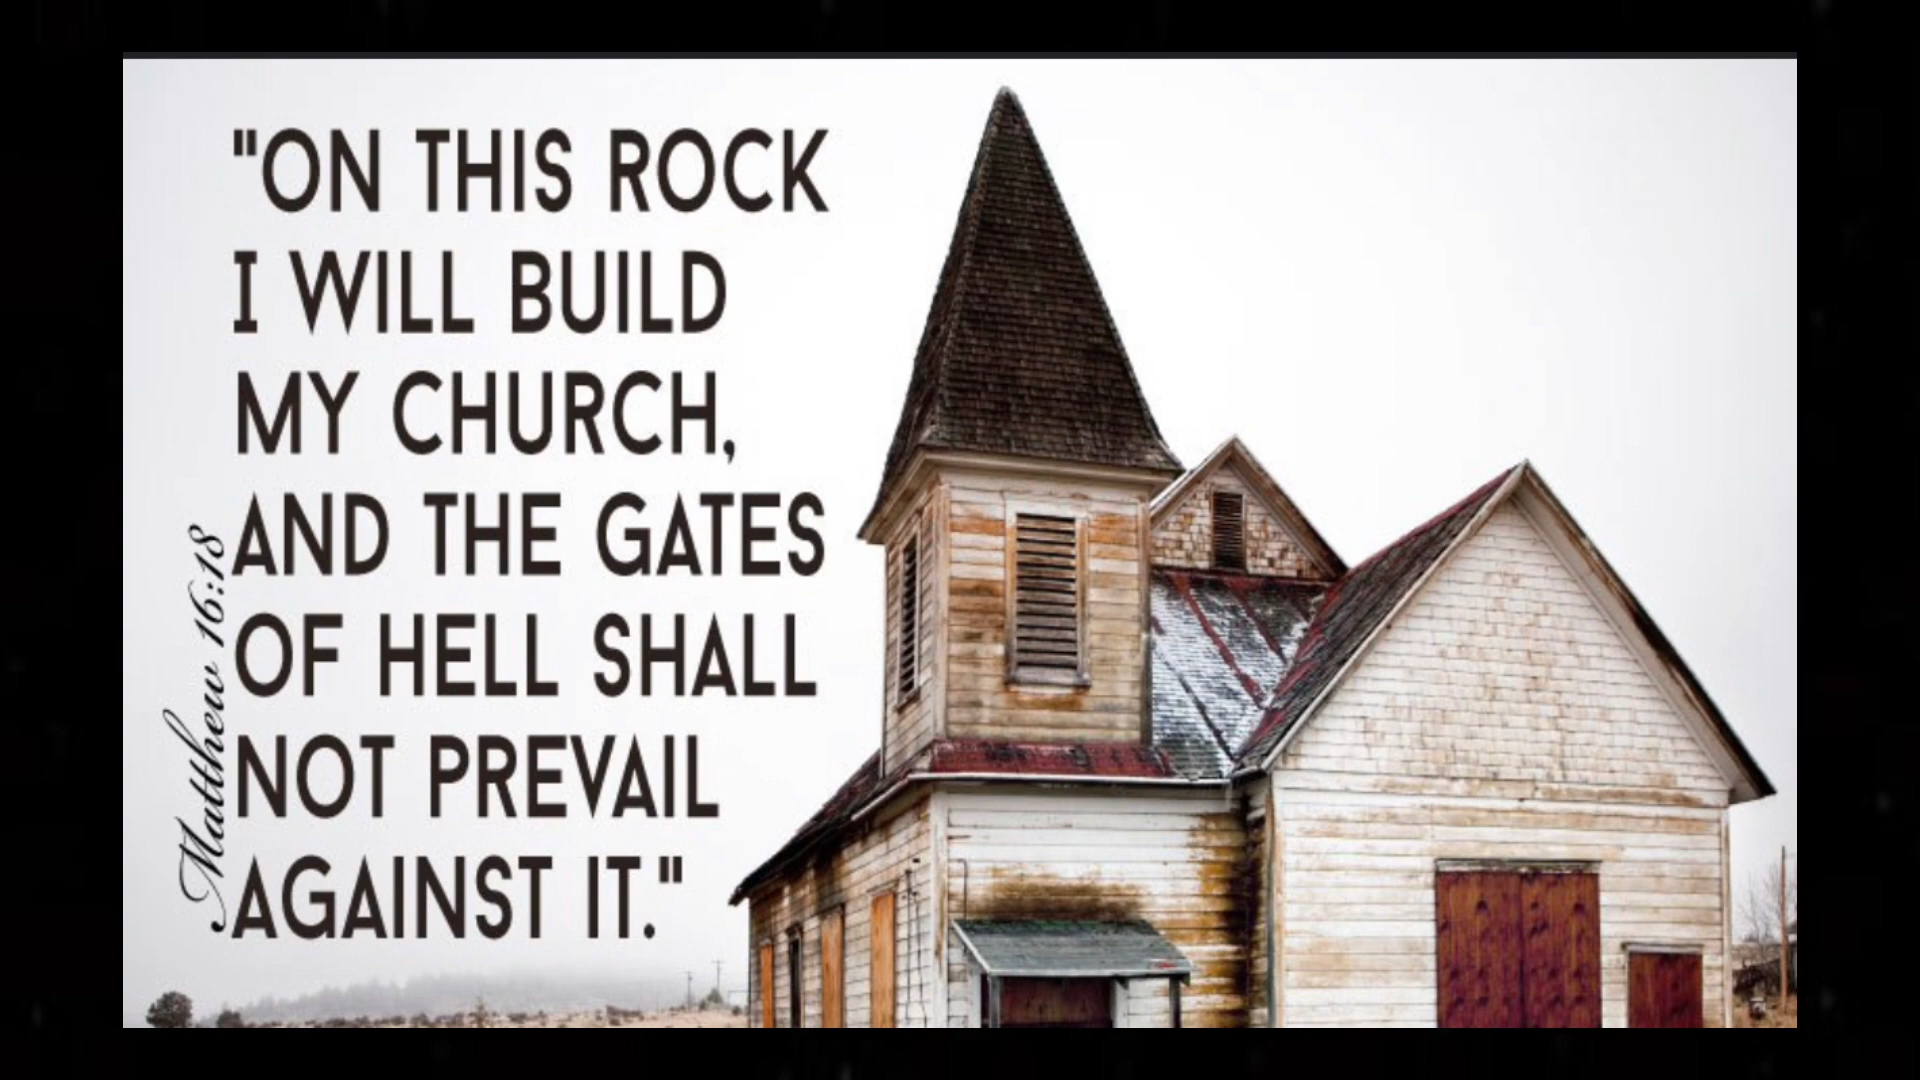 "ON THIS ROCK
I WILL BUILD
MY CHURCH,
AND THE GATES
OF HELL SHALL
NOT PREVAIL
AGAINST IT."
Matthew 16:18